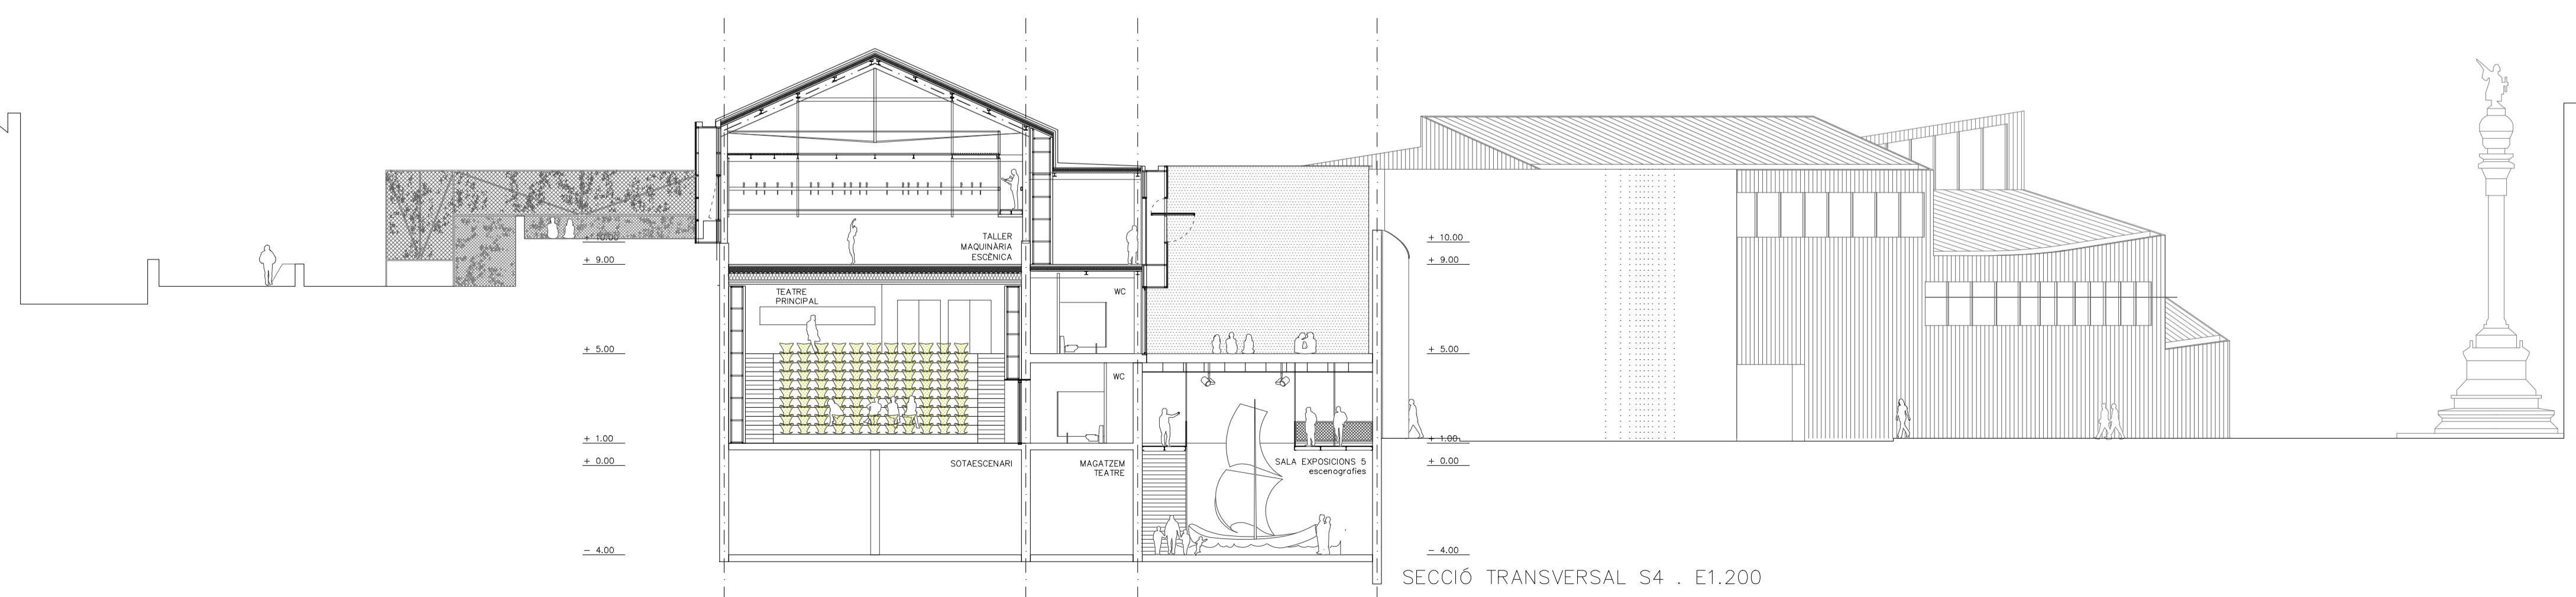 TALLER
MAQUINÀRIA
ESCÈNICA
+ 10.00
+ 9.00
+ 5.00
+ 1.00
+ 0.00
- 4.00
TEATRE
PRINCIPAL
WC
WC
SOTAESCENARI
MAGATZEM
TEATRE
SALA EXPOSICIONS 5
escenografies
+ 10.00
+ 9.00
+ 5.00
+ 1.00
+ 0.00
- 4.00
SECCIÓ TRANSVERSAL S4 . E1.200